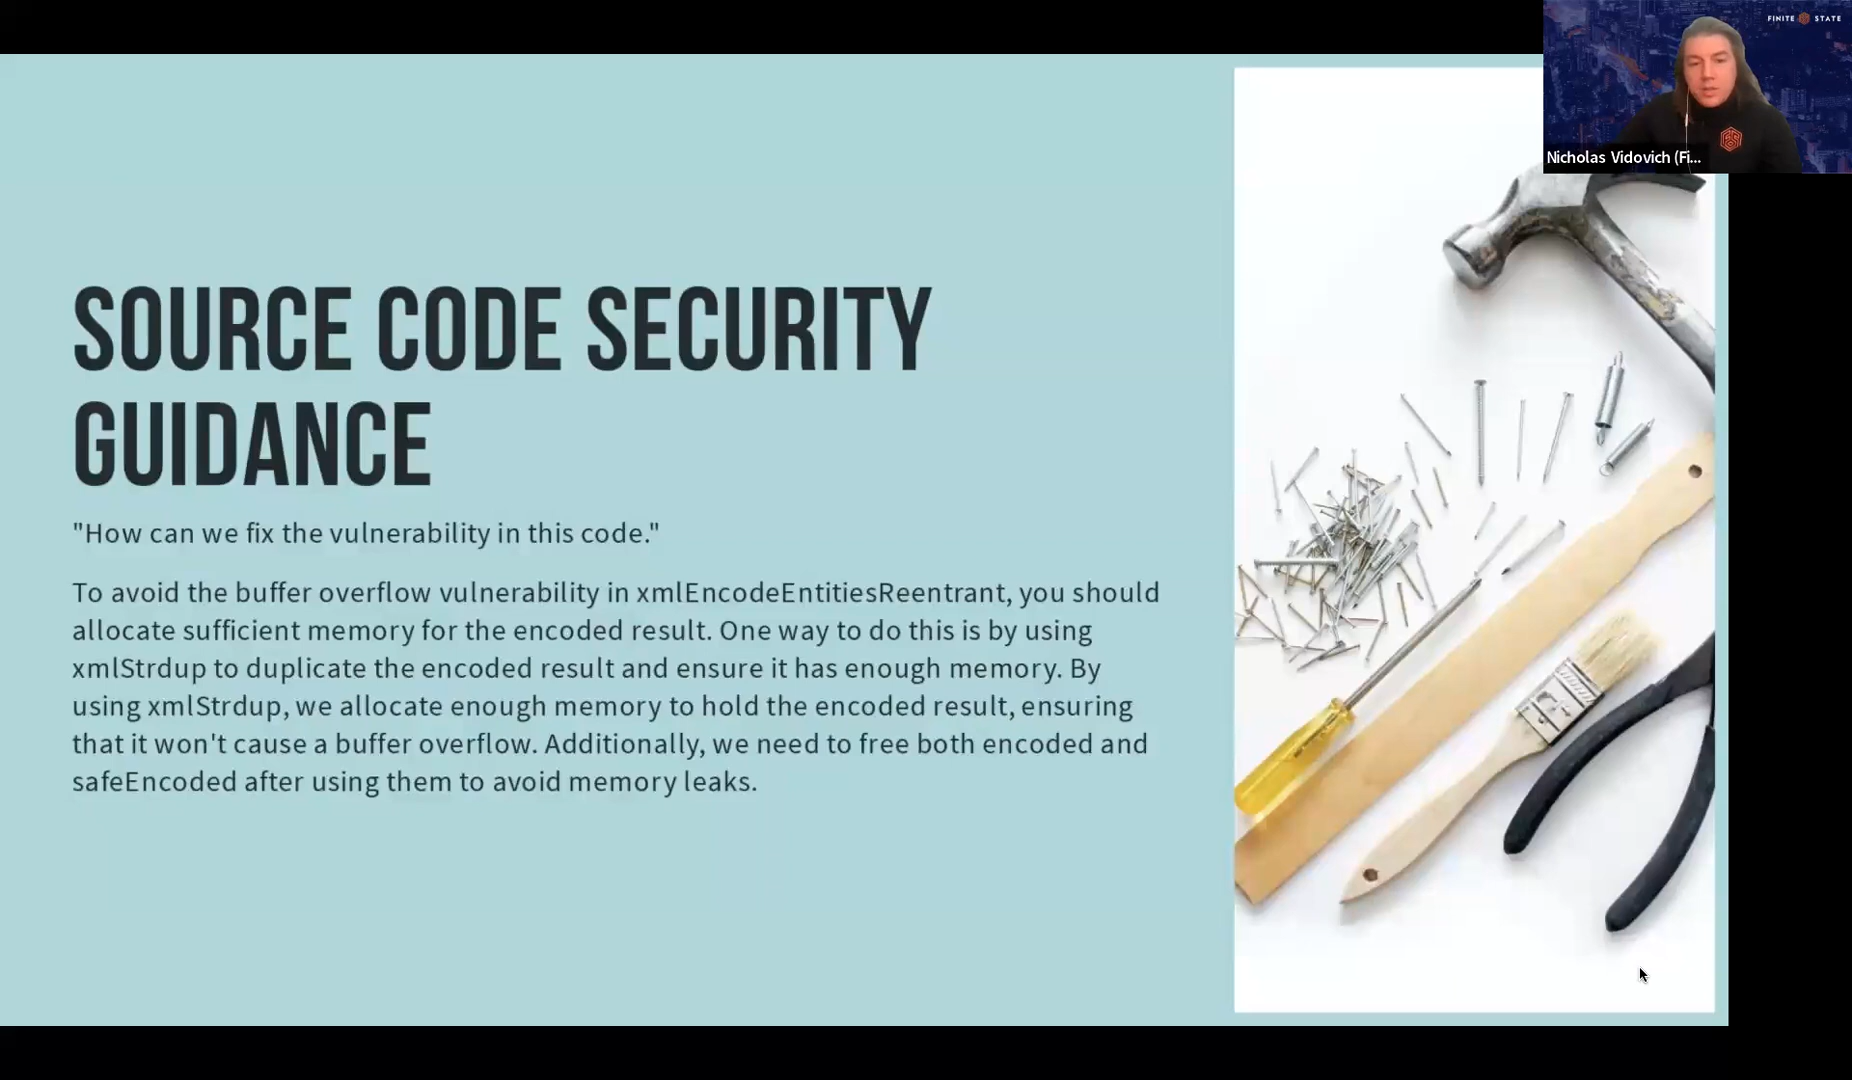 FINITE STATE
Nicholas Vidovich (Fi...
SOURCE CODE SECURITY
GUIDANCE
"How can we fix the vulnerability in this code."
To avoid the buffer overflow vulnerability in xmlEncodeEntitiesReentrant, you should
allocate sufficient memory for the encoded result. One way to do this is by using
xmlStrdup to duplicate the encoded result and ensure it has enough memory. By
using xmlStrdup, we allocate enough memory to hold the encoded result, ensuring
that it won't cause a buffer overflow. Additionally, we need to free both encoded and
safeEncoded after using them to avoid memory leaks.